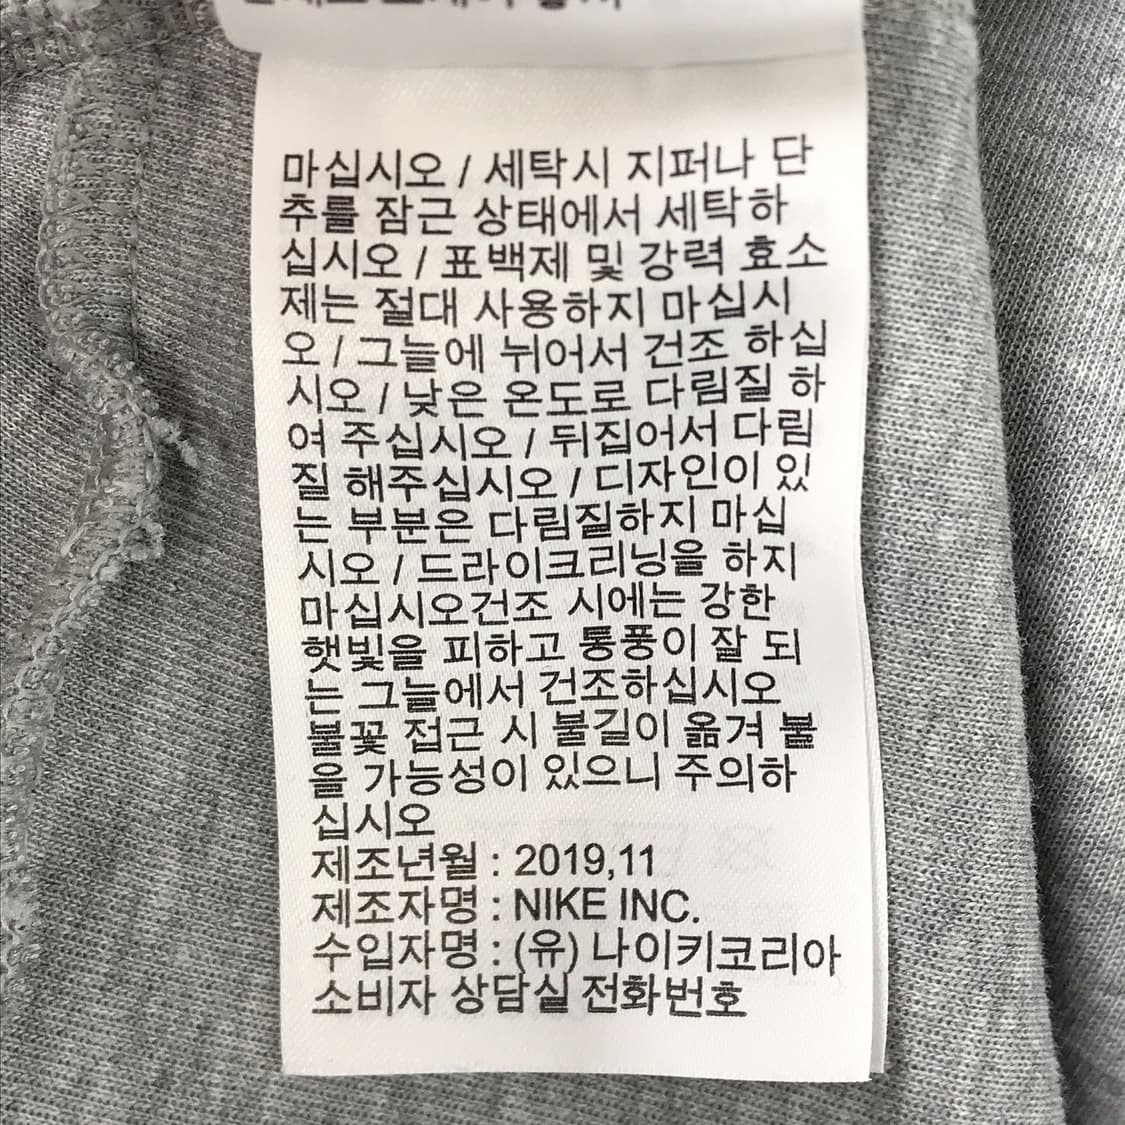 마십시오 / 세탁시 지퍼나 단
추를 잠근 상태에서 세탁하
십시오 / 표백제 및 강력 효소
제는 절대 사용하지 마십시
오 / 그늘에 뉘어서 건조 하십
시오 / 낮은 온도로 다림질 하
여 주십시오 / 뒤집어서 다림
질 해주십시오 / 디자인이 있
는 부분은 다림질하지 마십
시오 / 드라이크리닝을 하지
마십시오건조 시에는 강한
햇빛을 피하고 통풍이 잘 되
는 그늘에서 건조하십시오
불꽃 접근 시 불길이 옮겨 붙
을 가능성이 있으니 주의하
십시오
제조년월 : 2019,11
제조자명 : NIKE INC.
수입자명 : (유) 나이키코리아
소비자 상담실 전화번호